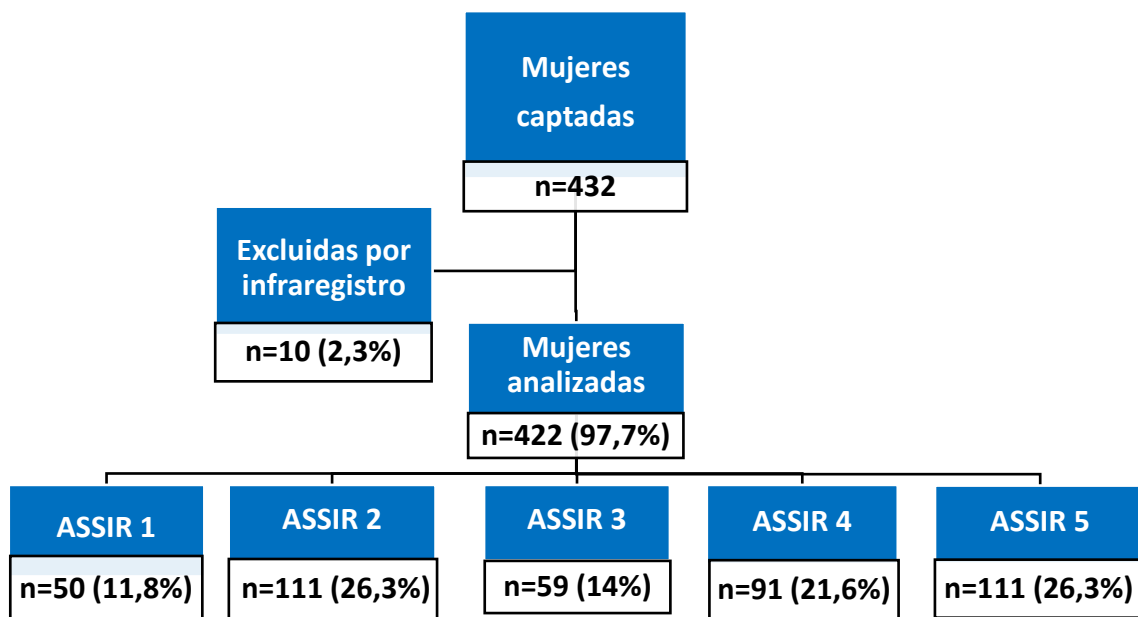 Mujeres
captadas
n=432
Excluidas por
infraregistro
n=10 (2,3%)
Mujeres
analizadas
n=422 (97,7%)
ASSIR 1
n=50 (11,8%)
ASSIR 2
n=111 (26,3%)
ASSIR 3
n=59 (14%)
ASSIR 4
n=91 (21,6%)
ASSIR 5
n=111 (26,3%)